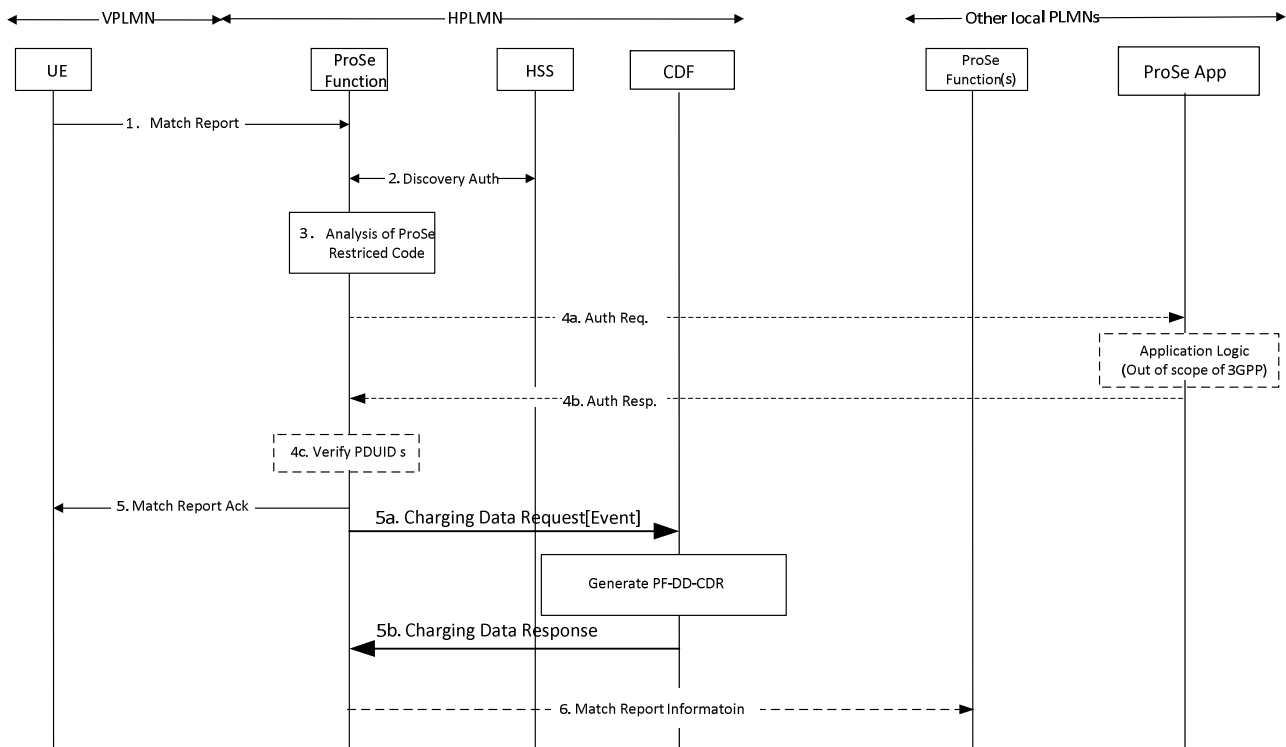 VPLMN
HPLMN
Other local PLMNs
UE
ProSe
Function
HSS
CDF
ProSe
Function(s)
ProSe App
1. Match Report
2. Discovery Auth
3. Analysis of ProSe
Restriced Code
4a. Auth Req.
Application Logic
(Out of scope of 3GPP)
4b. Auth Resp.
4c. Verify PDUID s
5. Match Report Ack
5a. Charging Data Request[Event]
Generate PF-DD-CDR
5b. Charging Data Response
6. Match Report Informatoin